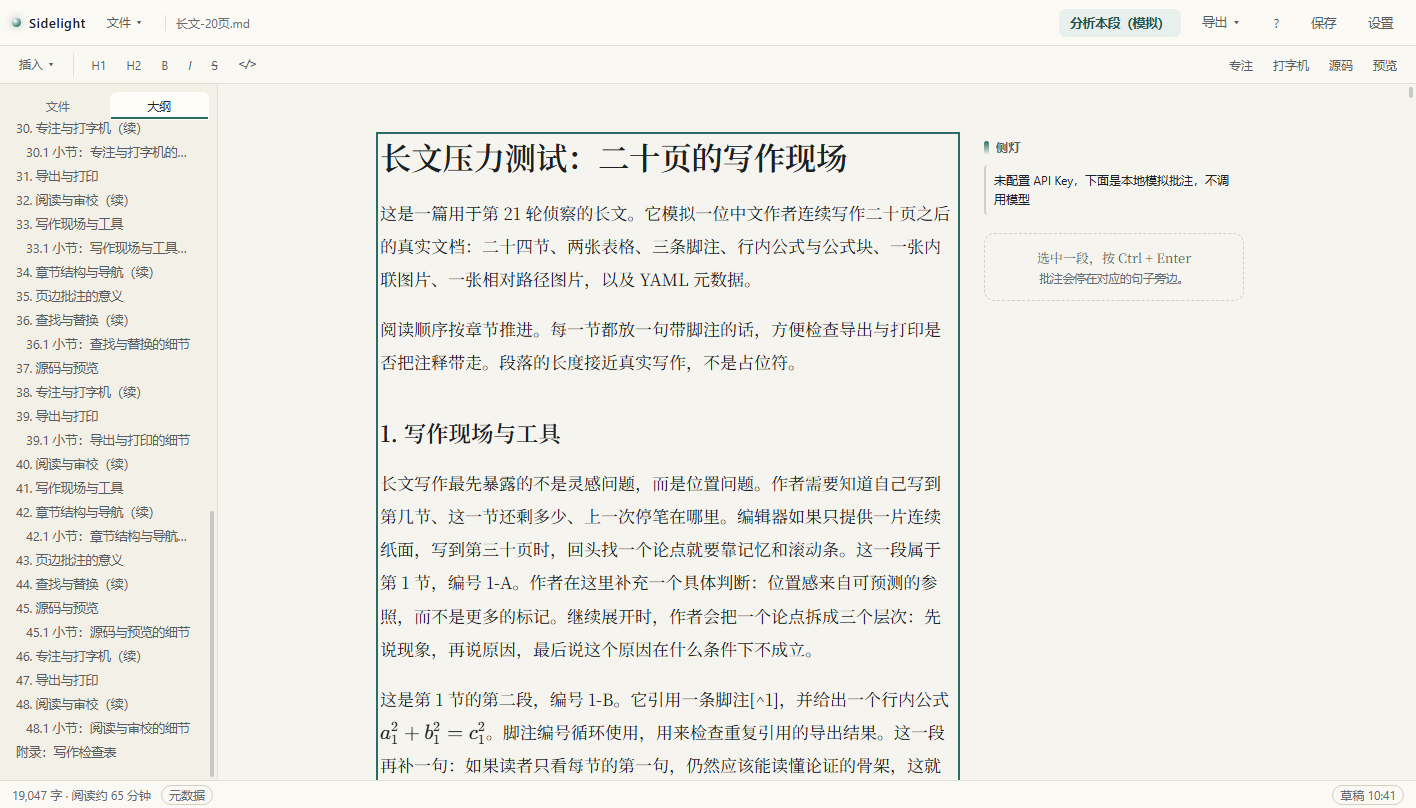 Sidelight 文件 长文-20页.md 分析本段（模拟） 导出 ? 保存 设置
插入 H1 H2 B I S </> 专注 打字机 源码 预览
文件 大纲
30. 专注与打字机（续）
30.1 小节：专注与打字机的...
31. 导出与打印
32. 阅读与审校（续）
33. 写作现场与工具
33.1 小节：写作现场与工具...
34. 章节结构与导航（续）
35. 页边批注的意义
36. 查找与替换（续）
36.1 小节：查找与替换的细节
37. 源码与预览
38. 专注与打字机（续）
39. 导出与打印
39.1 小节：导出与打印的细节
40. 阅读与审校（续）
41. 写作现场与工具
42. 章节结构与导航（续）
42.1 小节：章节结构与导航...
43. 页边批注的意义
44. 查找与替换（续）
45. 源码与预览
45.1 小节：源码与预览的细节
46. 专注与打字机（续）
47. 导出与打印
48. 阅读与审校（续）
48.1 小节：阅读与审校的细节
附录：写作检查表
长文压力测试：二十页的写作现场
这是一篇用于第 21 轮侦察的长文。它模拟一位中文作者连续写作二十页之后
的真实文档：二十四节、两张表格、三条脚注、行内公式与公式块、一张内
联图片、一张相对路径图片，以及 YAML 元数据。
阅读顺序按章节推进。每一节都放一句带脚注的话，方便检查导出与打印是
否把注释带走。段落的长度接近真实写作，不是占位符。
1. 写作现场与工具
长文写作最先暴露的不是灵感问题，而是位置问题。作者需要知道自己写到
第几节、这一节还剩多少、上一次停笔在哪里。编辑器如果只提供一片连续
纸面，写到第三十页时，回头找一个论点就要靠记忆和滚动条。这一段属于
第 1 节，编号 1-A。作者在这里补充一个具体判断：位置感来自可预测的参
照，而不是更多的标记。继续展开时，作者会把一个论点拆成三个层次：先
说现象，再说原因，最后说这个原因在什么条件下不成立。
这是第 1 节的第二段，编号 1-B。它引用一条脚注[^1]，并给出一个行内公式
a₁² + b₁² = c₁²。脚注编号循环使用，用来检查重复引用的导出结果。这一段
再补一句：如果读者只看每节的第一句，仍然应该能读懂论证的骨架，这就
侧灯
未配置 API Key，下面是本地模拟批注，不调
用模型
选中一段，按 Ctrl + Enter
批注会停在对应的句子旁边。
19,047 字 · 阅读约 65 分钟 元数据 草稿 10:41